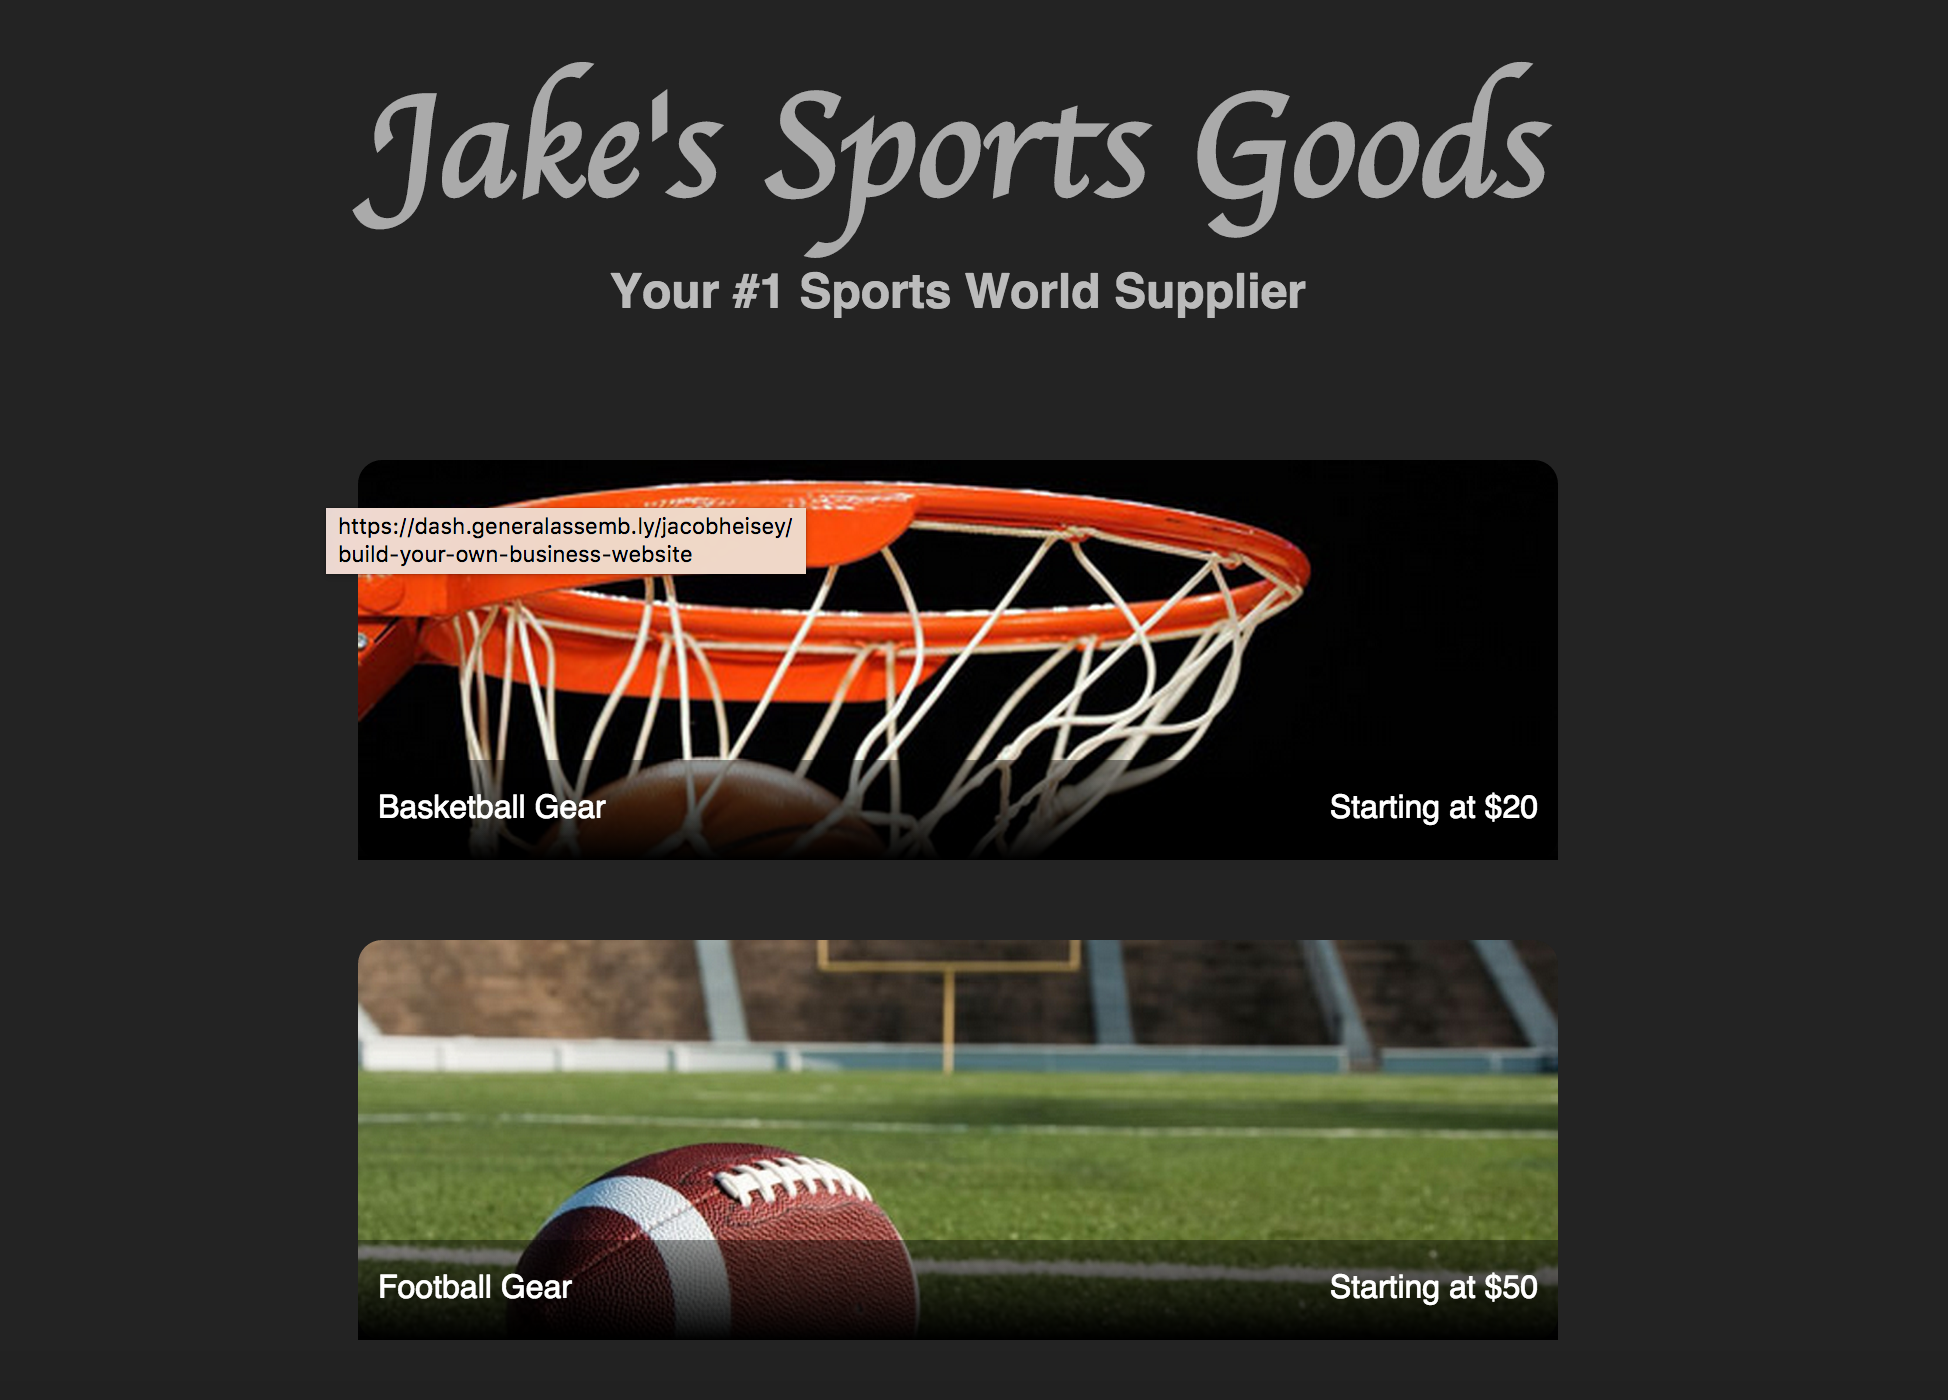 Jake's Sports Goods
Your #1 Sports World Supplier
https://dash.generalassemb.ly/jacobheisey/
build-your-own-business-website
Basketball Gear
Starting at $20
Football Gear
Starting at $50